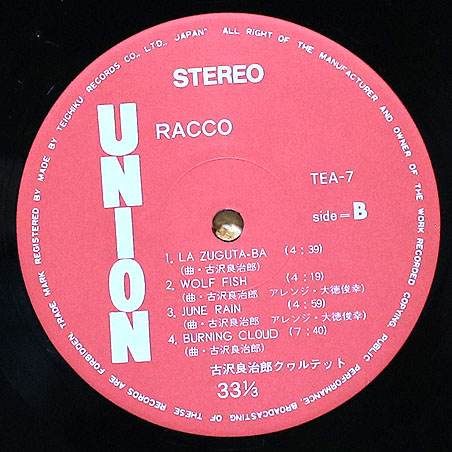 MADE BY TEICHIKU RECORDS CO., LTD., JAPAN" ALL RIGHT OF THE MANUFACTURER AND OWNER OF THE WORK RECORDED COPYING, PUBLIC PERFORMANCE, BROADCASTING OF THESE RECORDS ARE FORBIDDEN, TRADE MARK REGISTERED BY
STEREO
UNION
RACCO
TEA-7
side=B
1. LA ZUGUTA-BA (4:39)
(曲・古沢良治郎)
2. WOLF FISH (4:19)
(曲・古沢良治郎 アレンジ・大徳俊幸)
3. JUNE RAIN (4:59)
(曲・古沢良治郎 アレンジ・大徳俊幸)
4. BURNING CLOUD (7:40)
(曲・古沢良治郎)
古沢良治郎クヮルテット
33⅓